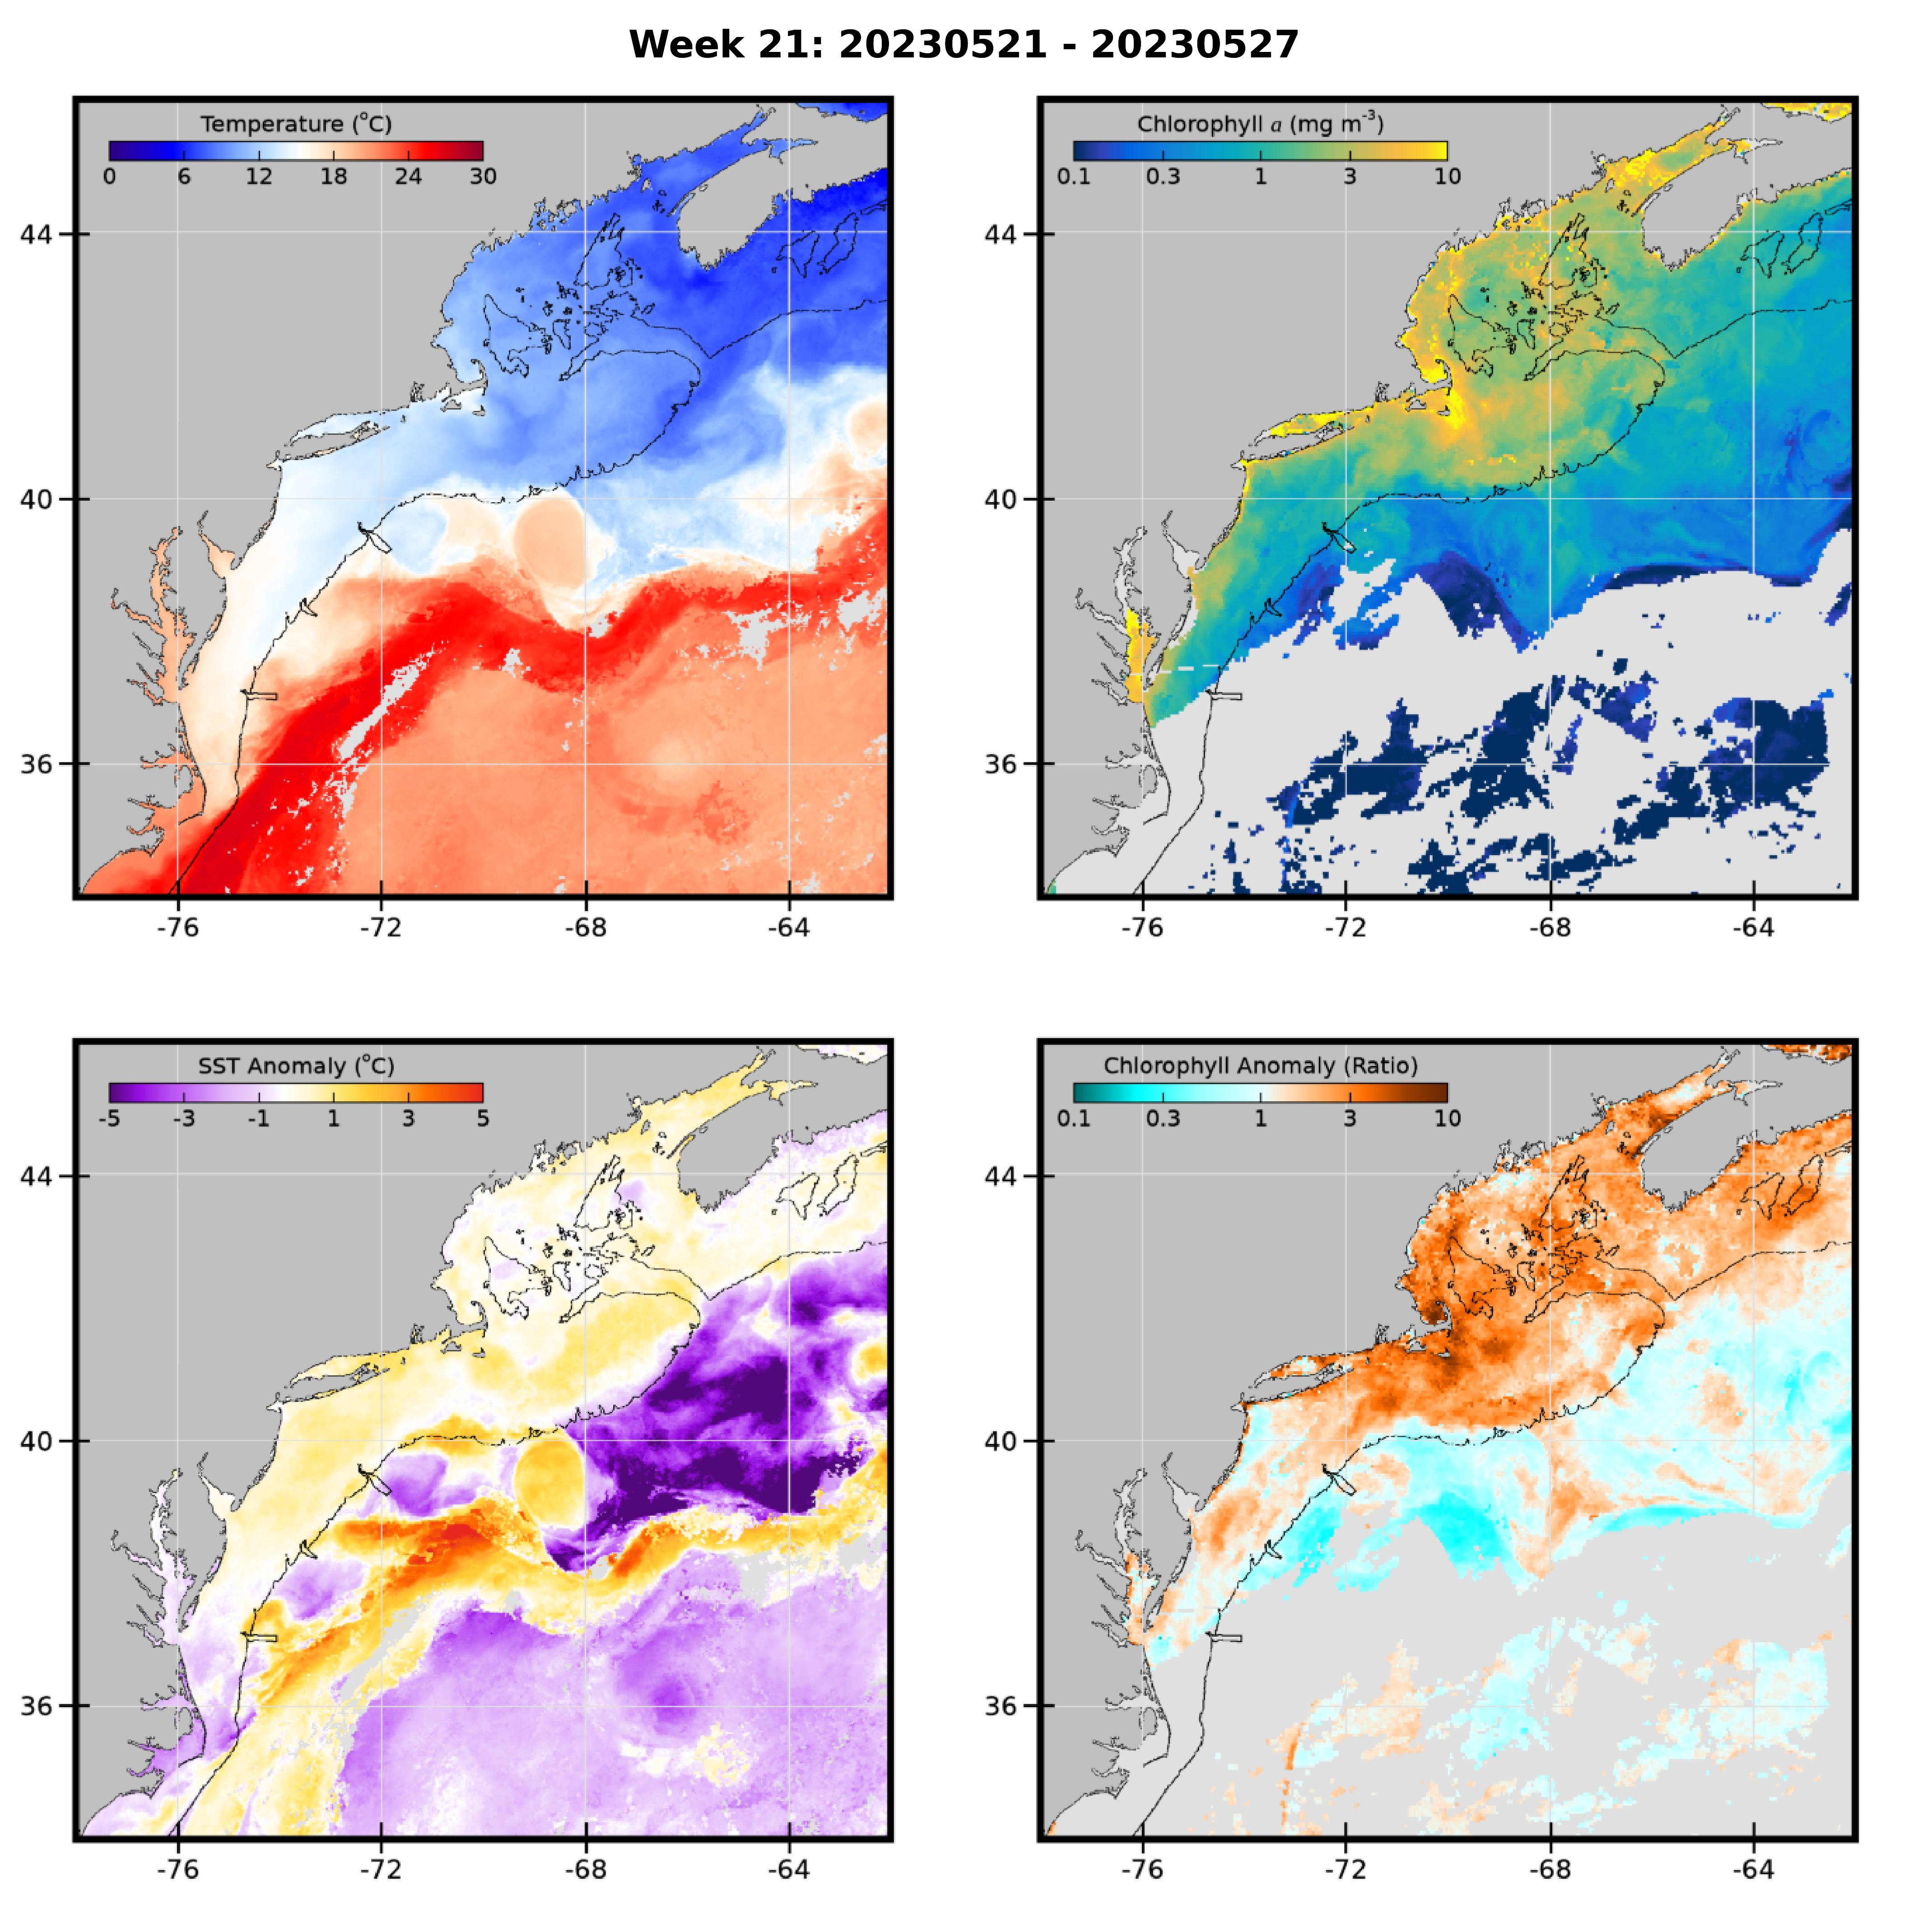 Week 21: 20230521 - 20230527
Temperature (°C)
0 6 12 18 24 30
44
40
36
-76 -72 -68 -64
Chlorophyll a (mg m-3)
0.1 0.3 1 3 10
44
40
36
-76 -72 -68 -64
SST Anomaly (°C)
-5 -3 -1 1 3 5
44
40
36
-76 -72 -68 -64
Chlorophyll Anomaly (Ratio)
0.1 0.3 1 3 10
44
40
36
-76 -72 -68 -64